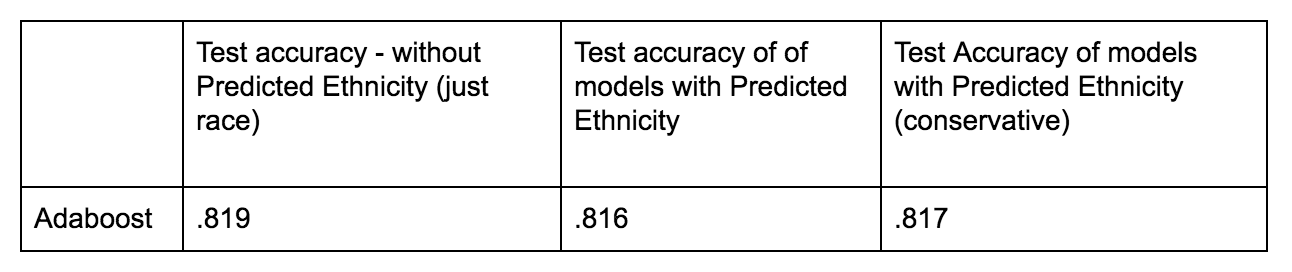 Test accuracy - without
Predicted Ethnicity (just
race)
Test accuracy of of
models with Predicted
Ethnicity
Test Accuracy of models
with Predicted Ethnicity
(conservative)
Adaboost
.819
.816
.817